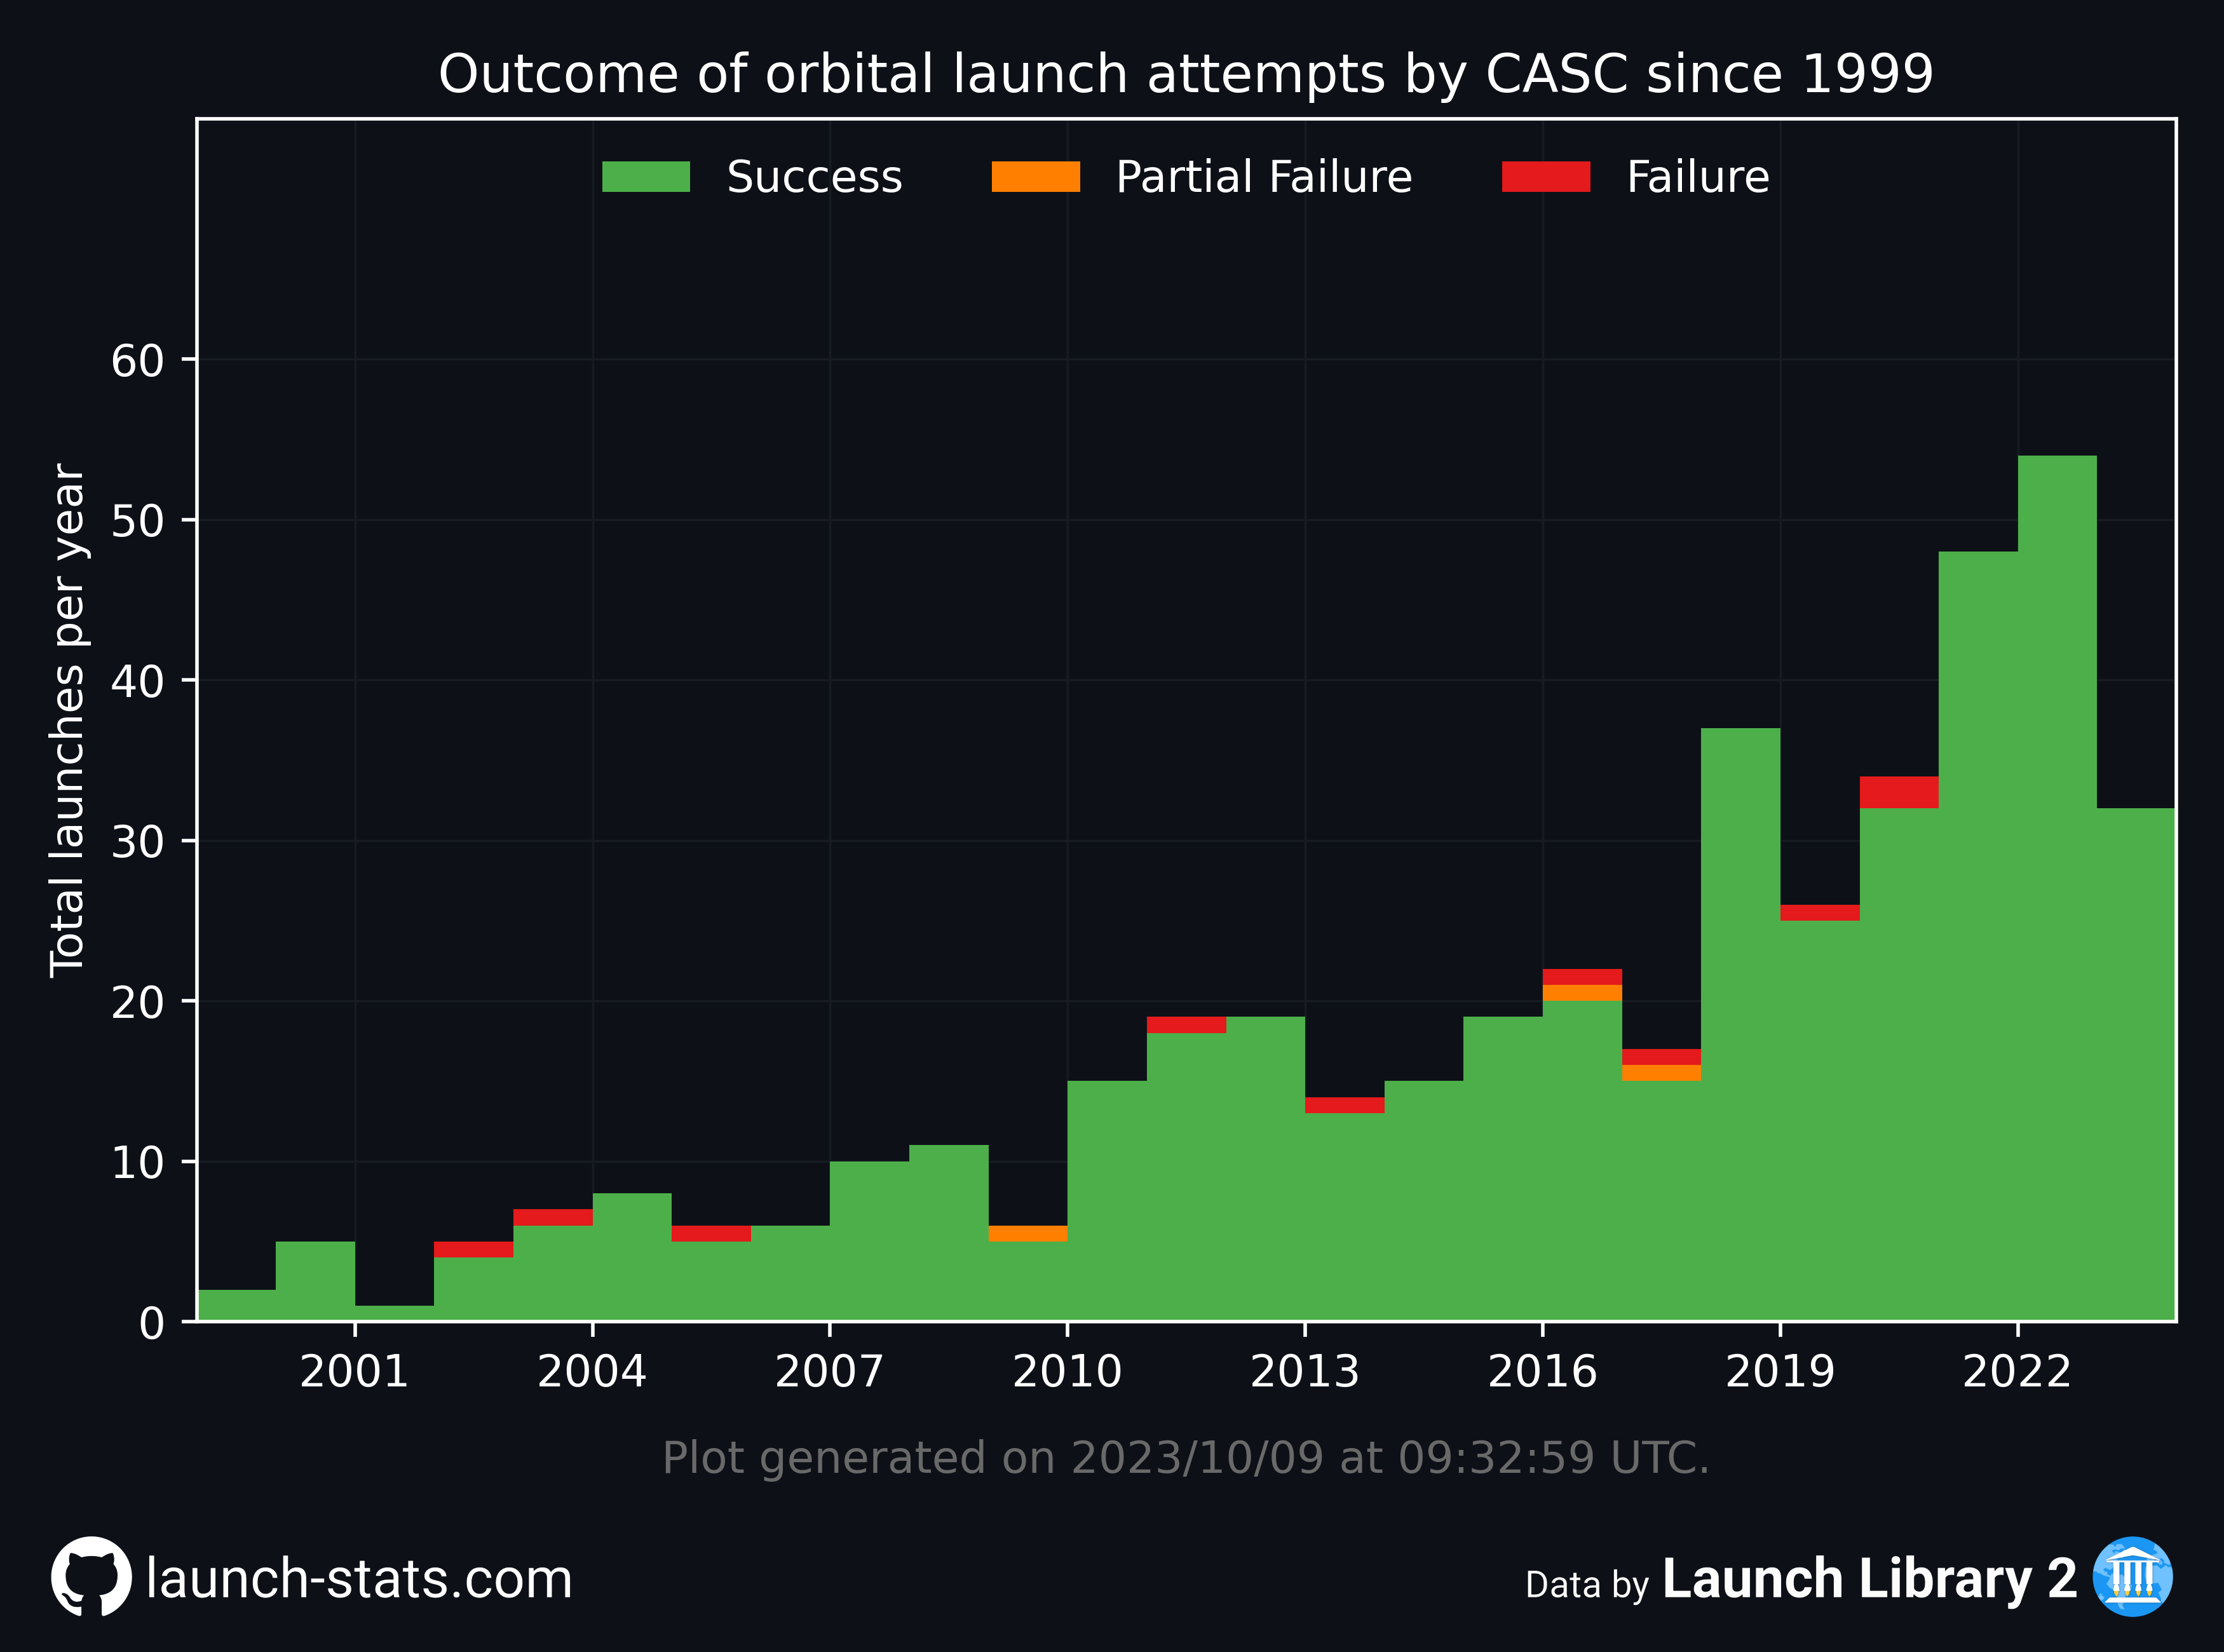 Outcome of orbital launch attempts by CASC since 1999
Success Partial Failure Failure
Total launches per year
60
50
40
30
20
10
0
2001 2004 2007 2010 2013 2016 2019 2022
Plot generated on 2023/10/09 at 09:32:59 UTC.
launch-stats.com
Data by Launch Library 2